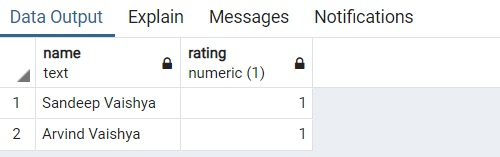 Data Output Explain Messages Notifications
name rating
text numeric (1)
1 Sandeep Vaishya 1
2 Arvind Vaishya 1